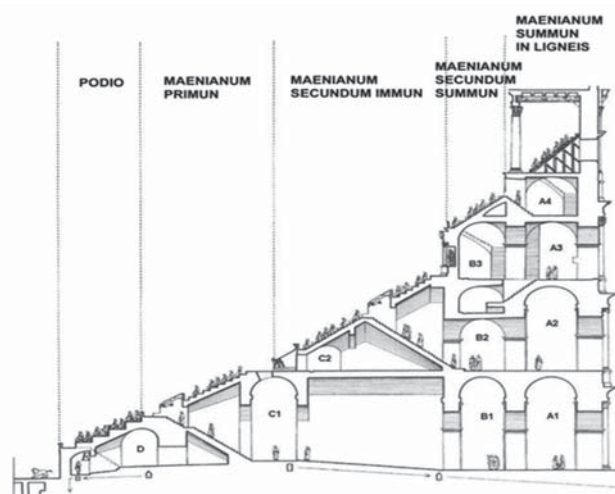 PODIO
MAENIANUM
PRIMUN
MAENIANUM
SECUNDUM IMMUN
MAENIANUM
SECUNDUM
SUMMUN
MAENIANUM
SUMMUN
IN LIGNEIS
A4
B3
A3
C2
B2
A2
D
C1
B1
A1